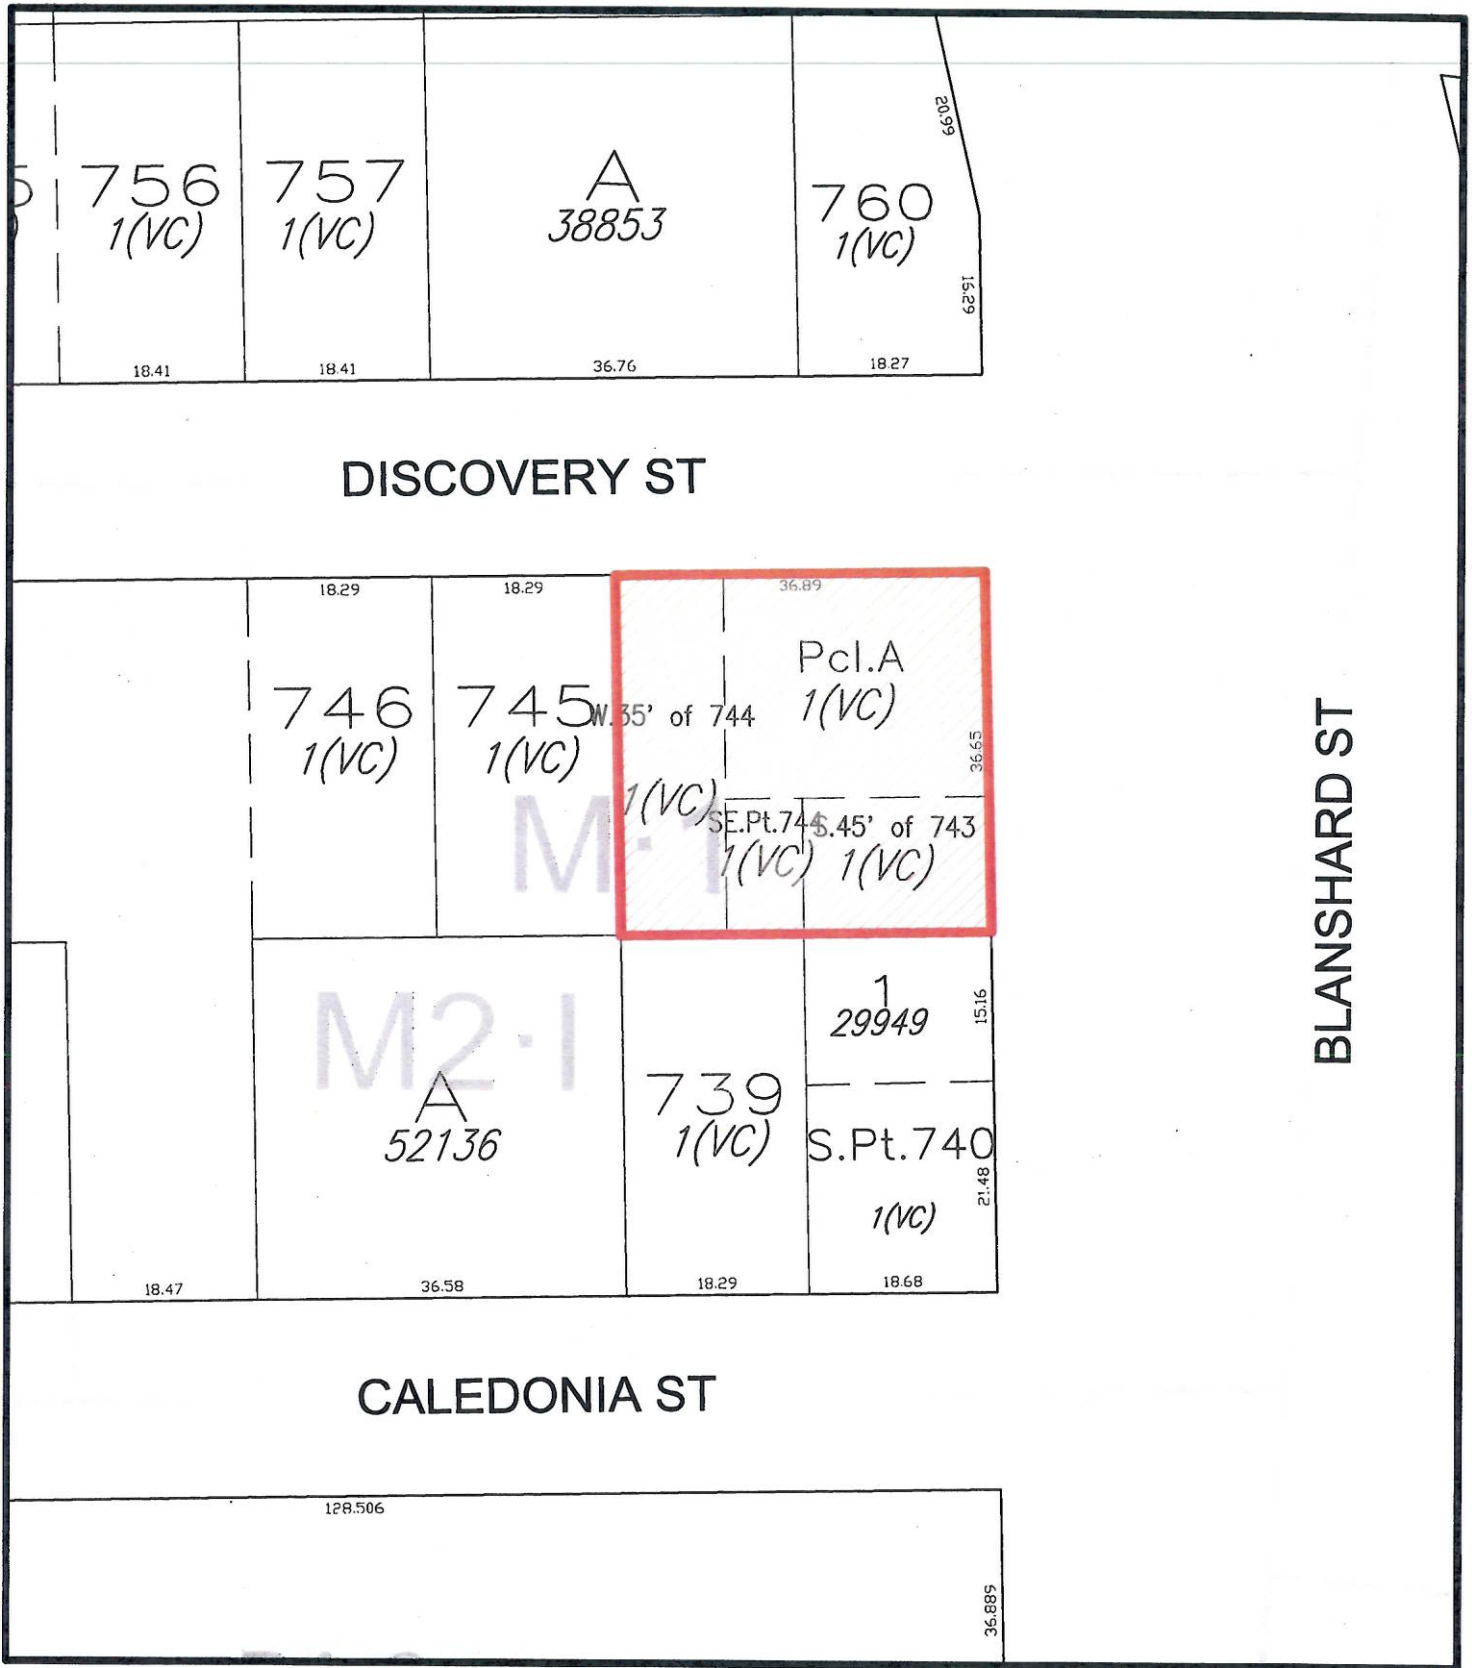 20.99
5
756
1(VC)
757
1(VC)
A
38853
760
1(VC)
15.29
18.41
18.41
36.76
18.27
DISCOVERY ST
18.29
18.29
36.89
746
1(VC)
745
1(VC)
W.35' of 744
1(VC)
Pcl.A
1(VC)
36.65
M·1
SE.Pt.744
1(VC)
S.45' of 743
1(VC)
BLANSHARD ST
M2·I
A
52136
739
1(VC)
1
29949
15.16
S.Pt.740
1(VC)
21.48
18.47
36.58
18.29
18.68
CALEDONIA ST
128.506
36.889